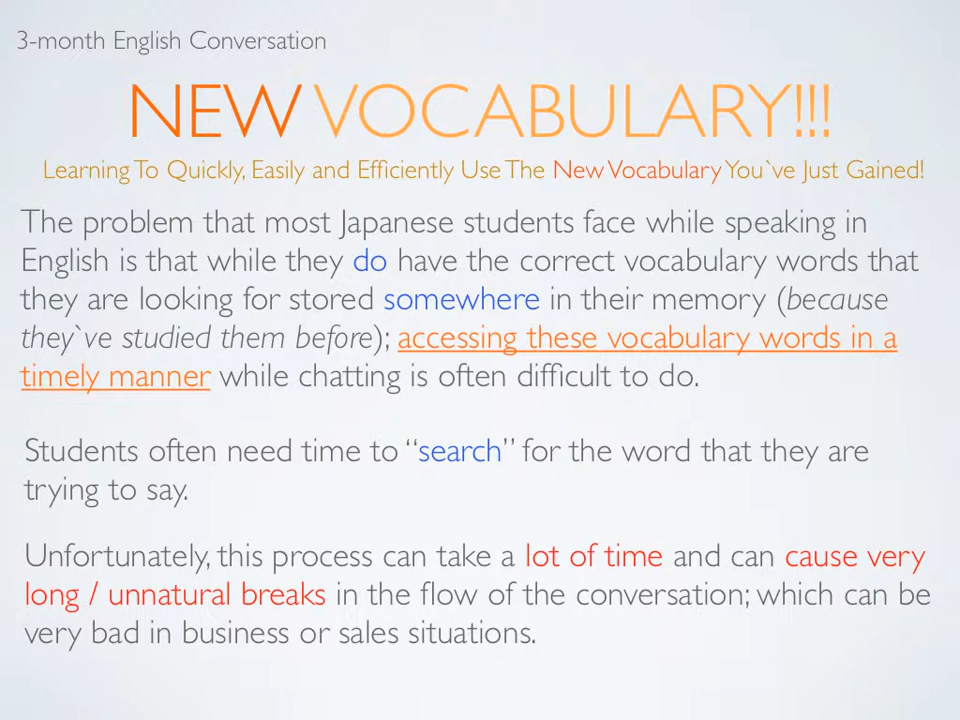 3-month English Conversation
NEW VOCABULARY!!!
Learning To Quickly, Easily and Efficiently Use The New Vocabulary You`ve Just Gained!
The problem that most Japanese students face while speaking in
English is that while they do have the correct vocabulary words that
they are looking for stored somewhere in their memory (because
they`ve studied them before); accessing these vocabulary words in a
timely manner while chatting is often difficult to do.
Students often need time to “search” for the word that they are
trying to say.
Unfortunately, this process can take a lot of time and can cause very
long / unnatural breaks in the flow of the conversation; which can be
very bad in business or sales situations.